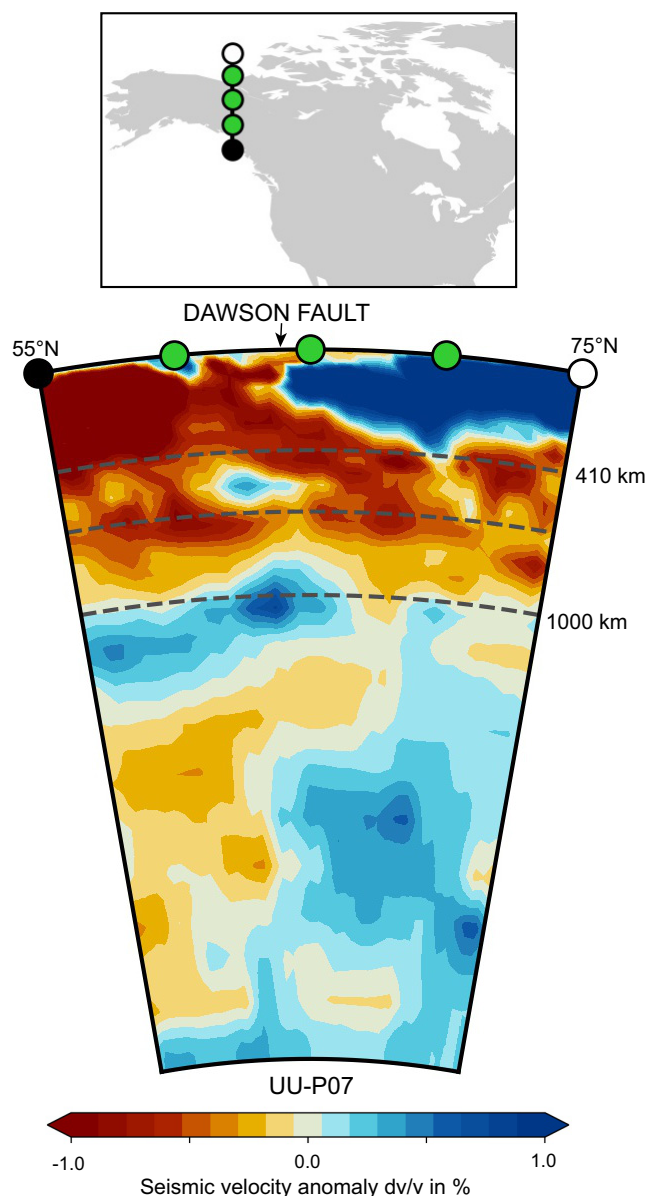 DAWSON FAULT
55°N
75°N
410 km
1000 km
UU-P07
-1.0
0.0
1.0
Seismic velocity anomaly dv/v in %